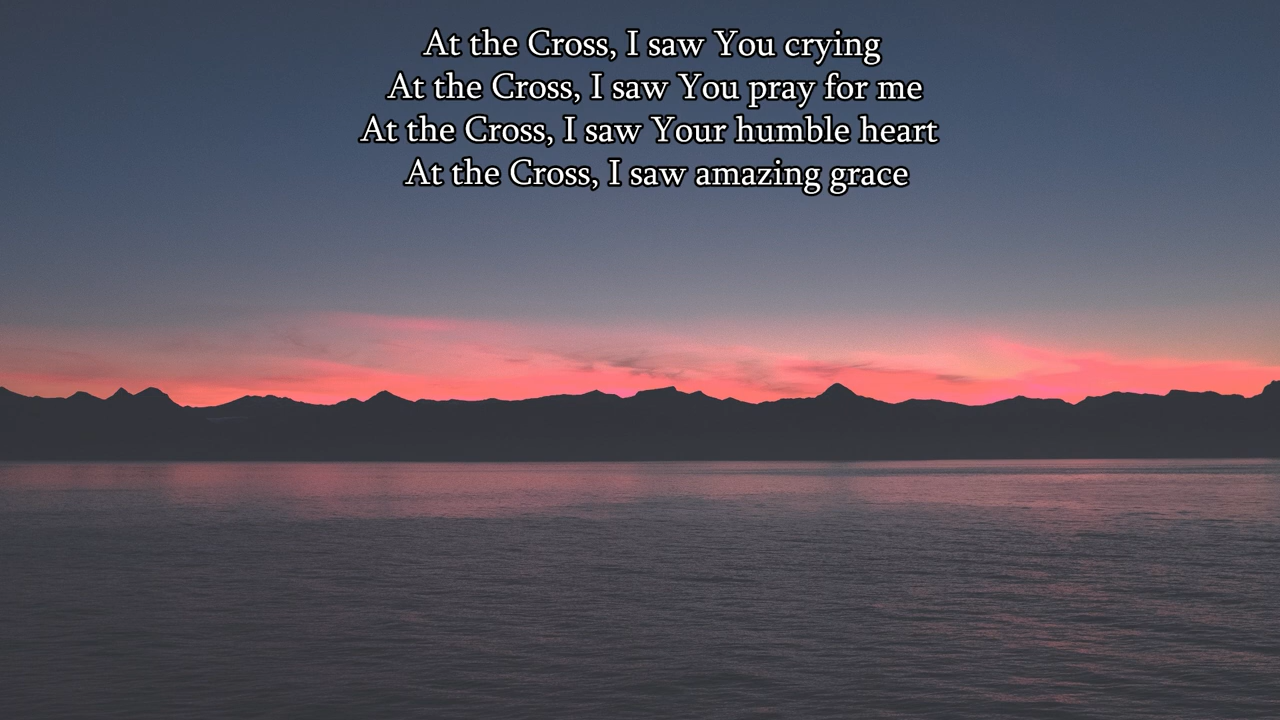 At the Cross, I saw You crying
At the Cross, I saw You pray for me
At the Cross, I saw Your humble heart
At the Cross, I saw amazing grace